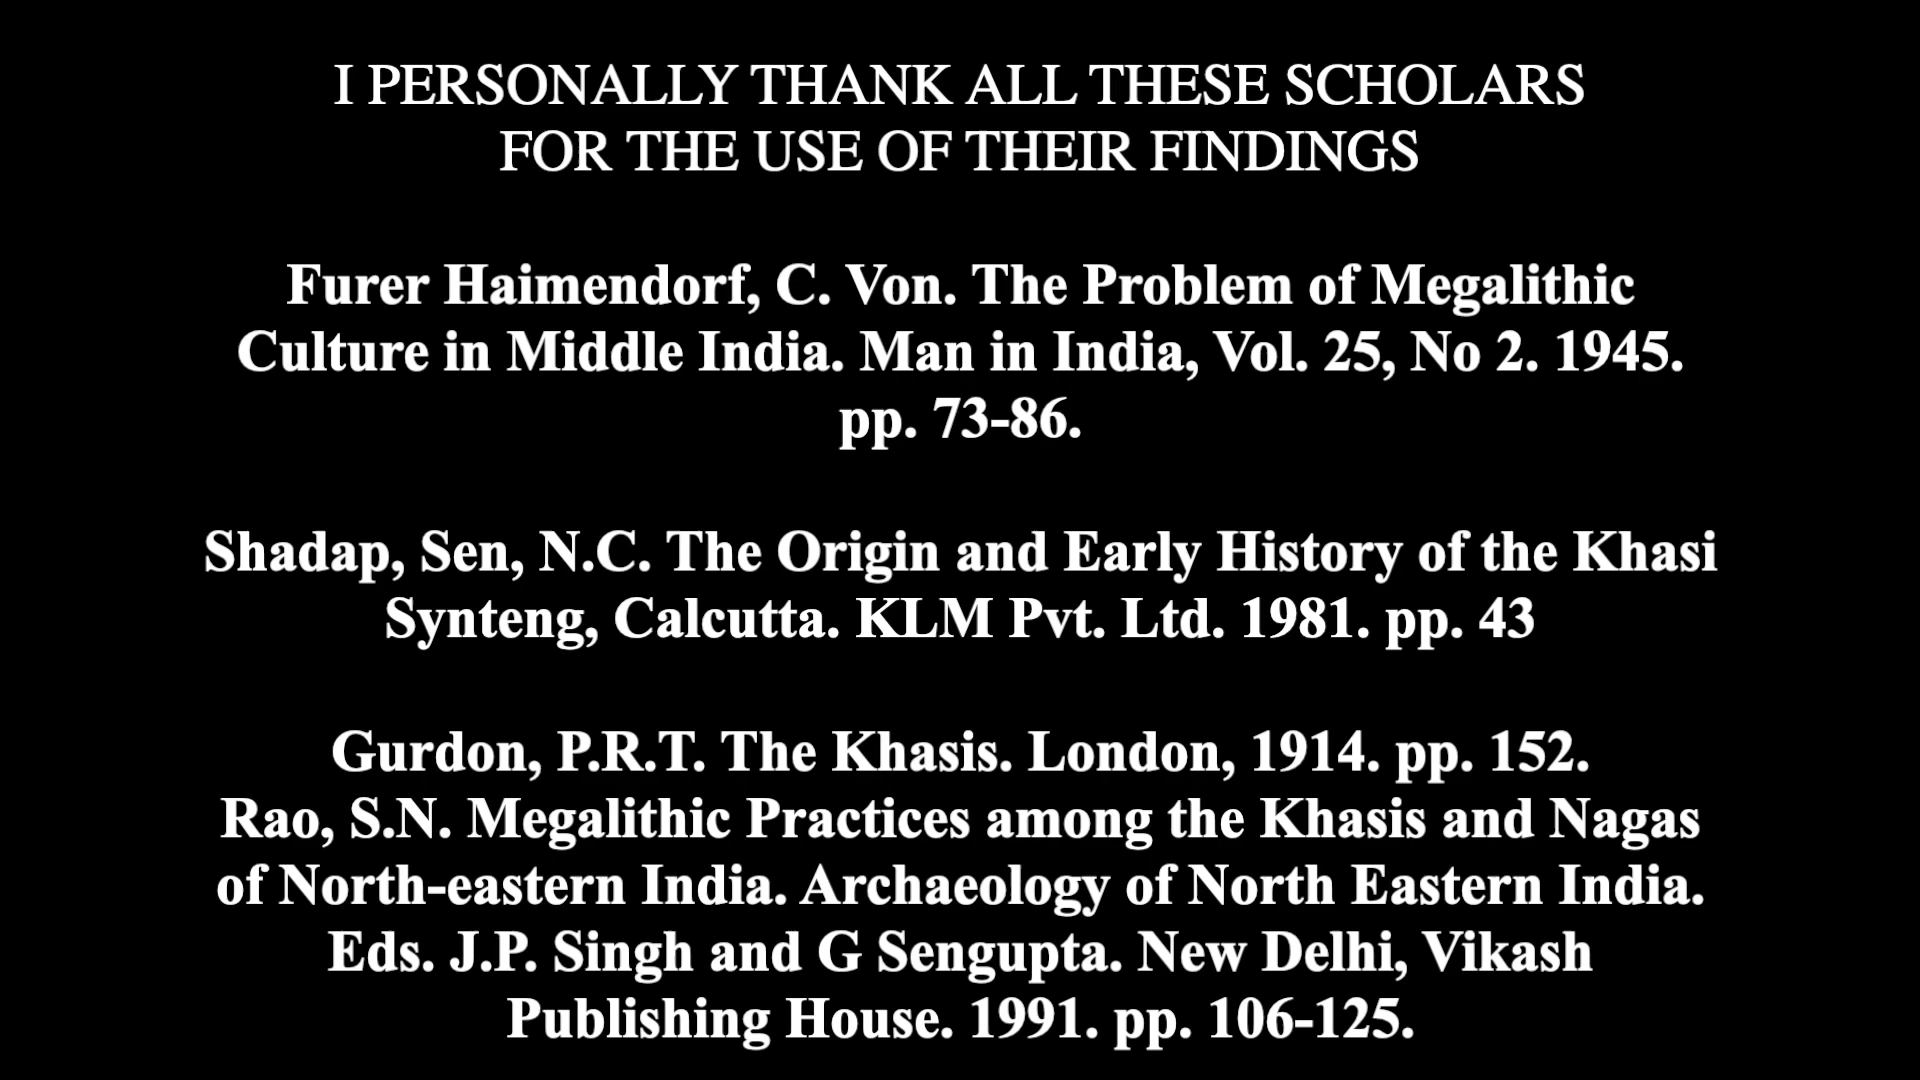 I PERSONALLY THANK ALL THESE SCHOLARS
FOR THE USE OF THEIR FINDINGS
Furer Haimendorf, C. Von. The Problem of Megalithic
Culture in Middle India. Man in India, Vol. 25, No 2. 1945.
pp. 73-86.
Shadap, Sen, N.C. The Origin and Early History of the Khasi
Synteng, Calcutta. KLM Pvt. Ltd. 1981. pp. 43
Gurdon, P.R.T. The Khasis. London, 1914. pp. 152.
Rao, S.N. Megalithic Practices among the Khasis and Nagas
of North-eastern India. Archaeology of North Eastern India.
Eds. J.P. Singh and G Sengupta. New Delhi, Vikash
Publishing House. 1991. pp. 106-125.